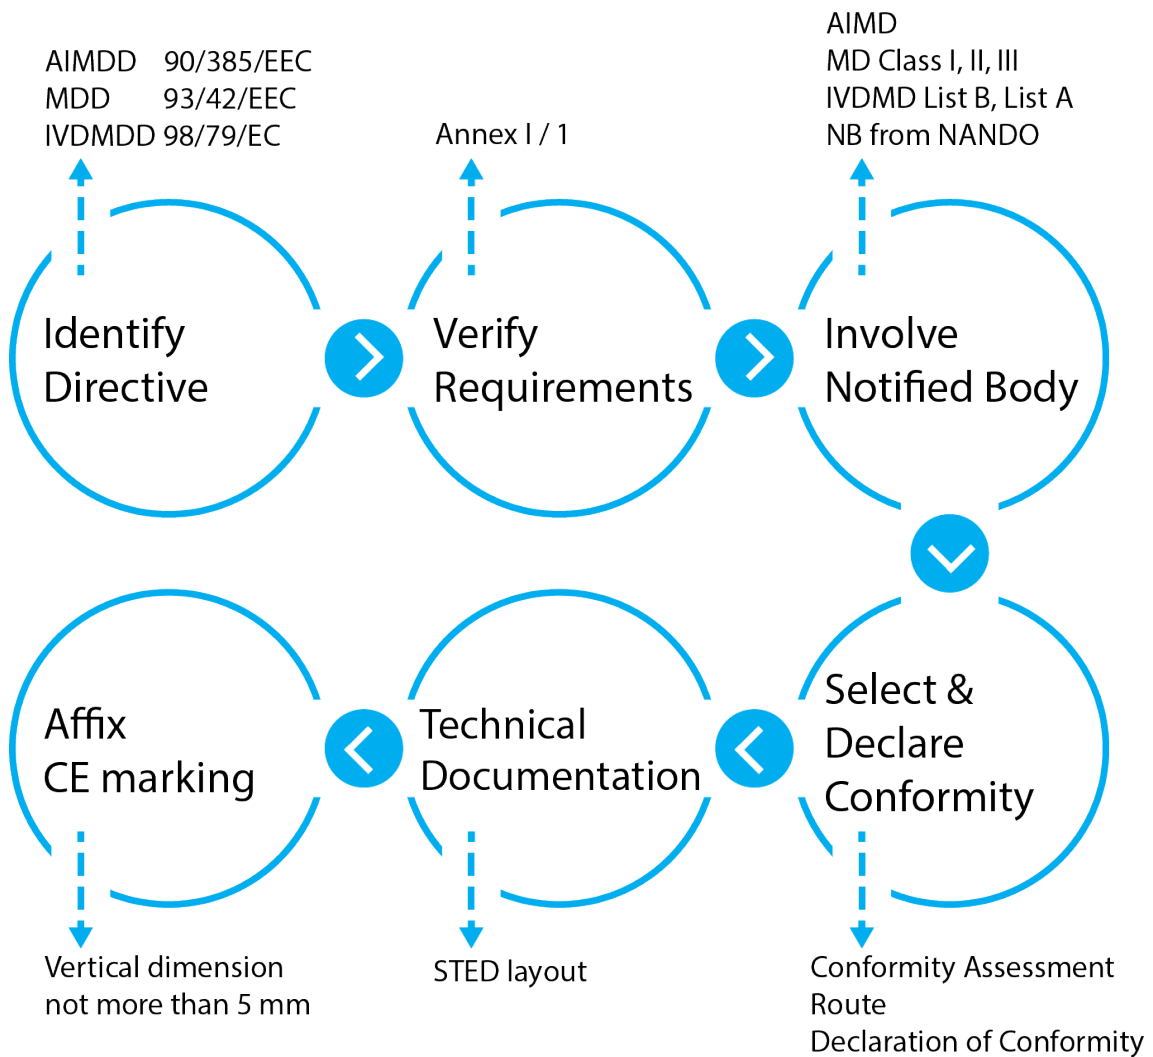 AIMDD 90/385/EEC
MDD 93/42/EEC
IVDMDD 98/79/EC
Annex I / 1
AIMD
MD Class I, II, III
IVDMD List B, List A
NB from NANDO
Identify
Directive
Verify
Requirements
Involve
Notified Body
Select &
Declare
Conformity
Technical
Documentation
Affix
CE marking
Vertical dimension
not more than 5 mm
STED layout
Conformity Assessment
Route
Declaration of Conformity